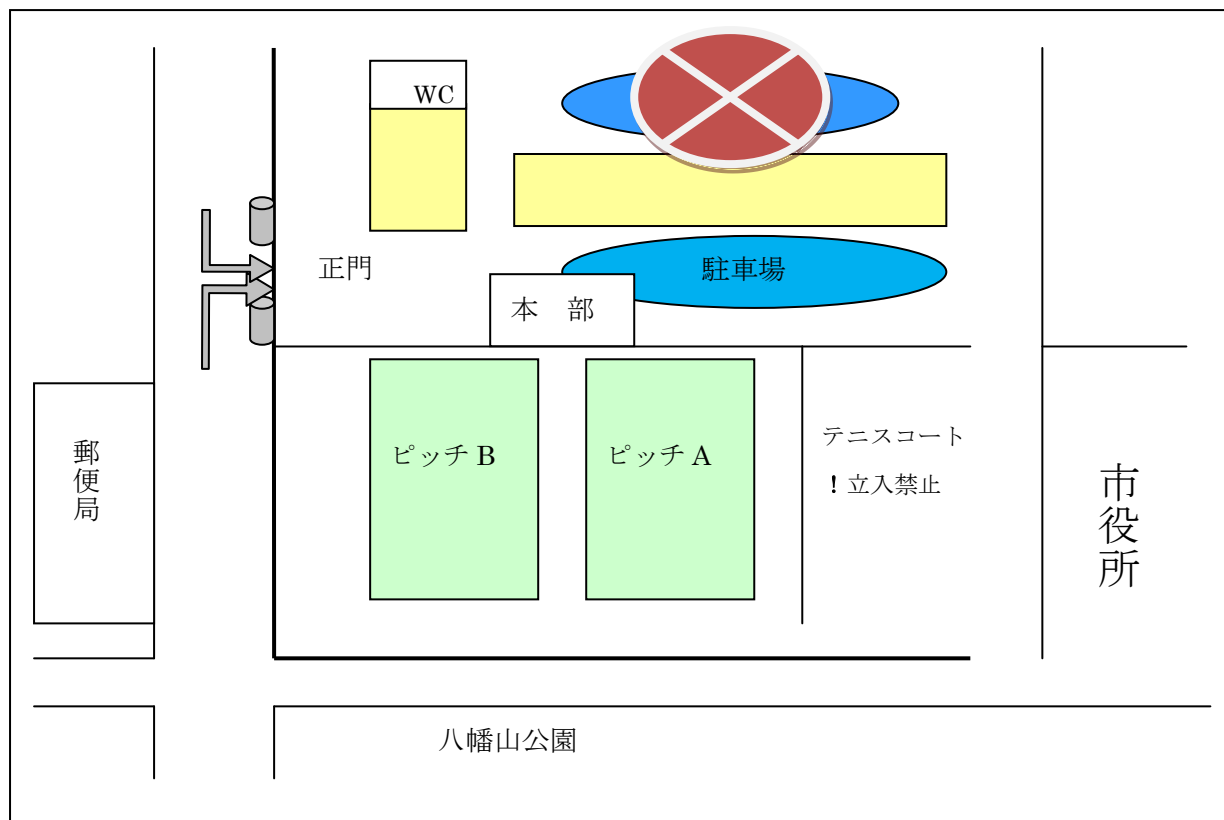 WC
正門
駐車場
本　部
郵便局
ピッチ B
ピッチ A
テニスコート
！立入禁止
市役所
八幡山公園